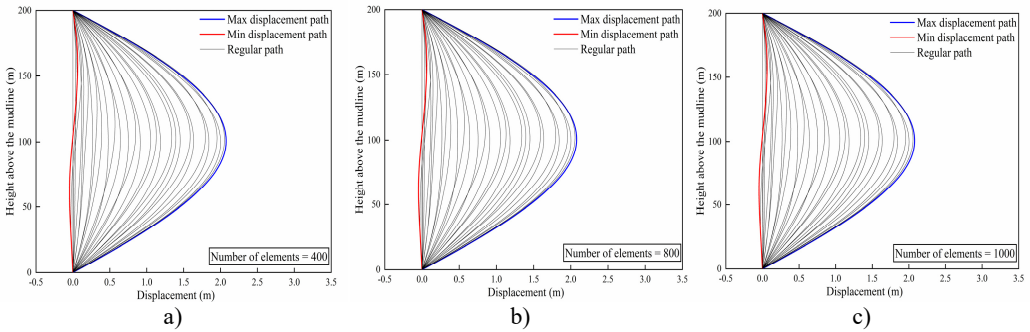 200
150
100
50
0
Height above the mudline (m)
Max displacement path
Min displacement path
Regular path
Number of elements = 400
-0.5 0.0 0.5 1.0 1.5 2.0 2.5 3.0 3.5
Displacement (m)
a)
200
150
100
50
0
Height above the mudline (m)
Max displacement path
Min displacement path
Regular path
Number of elements = 800
-0.5 0.0 0.5 1.0 1.5 2.0 2.5 3.0 3.5
Displacement (m)
b)
200
150
100
50
0
Height above the mudline (m)
Max displacement path
Min displacement path
Regular path
Number of elements = 1000
-0.5 0.0 0.5 1.0 1.5 2.0 2.5 3.0 3.5
Displacement (m)
c)